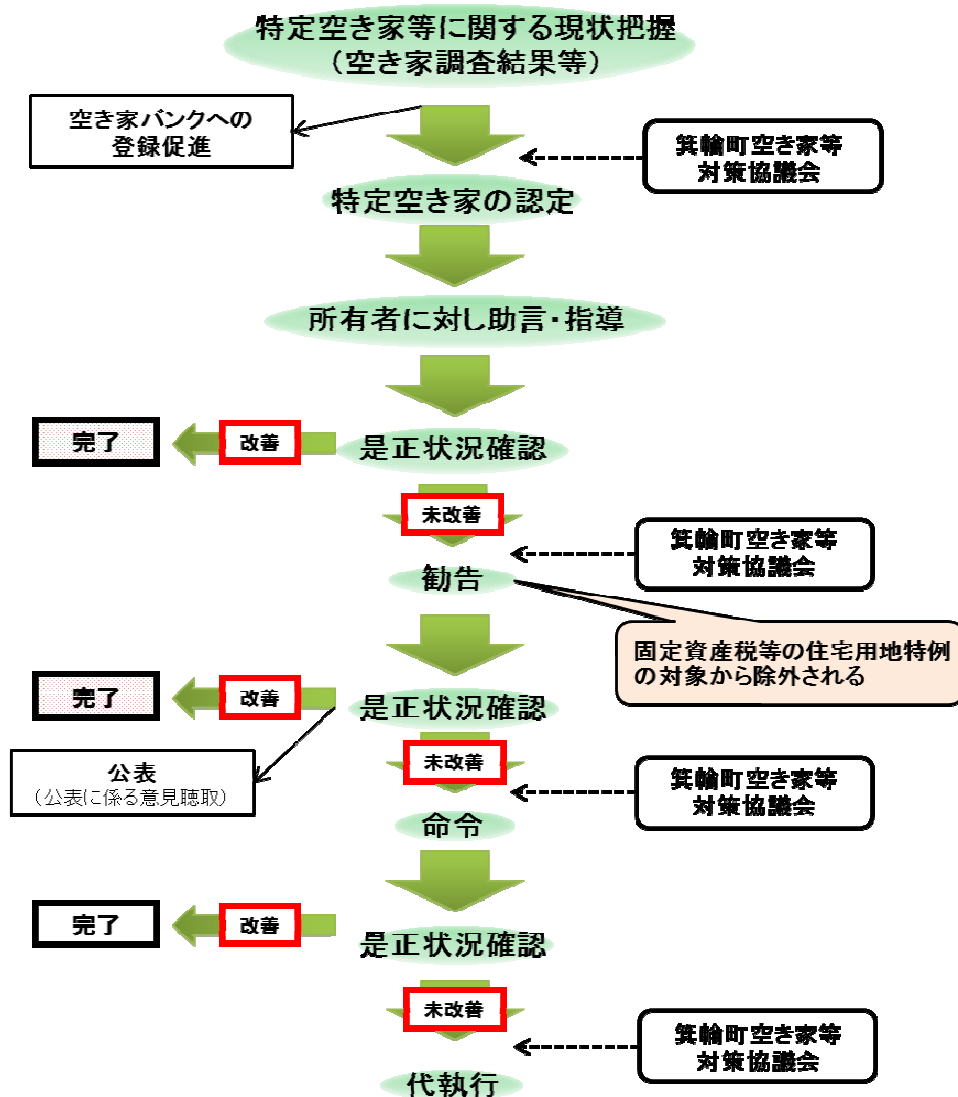 特定空き家等に関する現状把握
（空き家調査結果等）
空き家バンクへの
登録促進
箕輪町空き家等
対策協議会
特定空き家の認定
所有者に対し助言・指導
完了
改善
是正状況確認
未改善
箕輪町空き家等
対策協議会
勧告
固定資産税等の住宅用地特例
の対象から除外される
完了
改善
是正状況確認
公表
（公表に係る意見聴取）
未改善
箕輪町空き家等
対策協議会
命令
完了
改善
是正状況確認
未改善
箕輪町空き家等
対策協議会
代執行